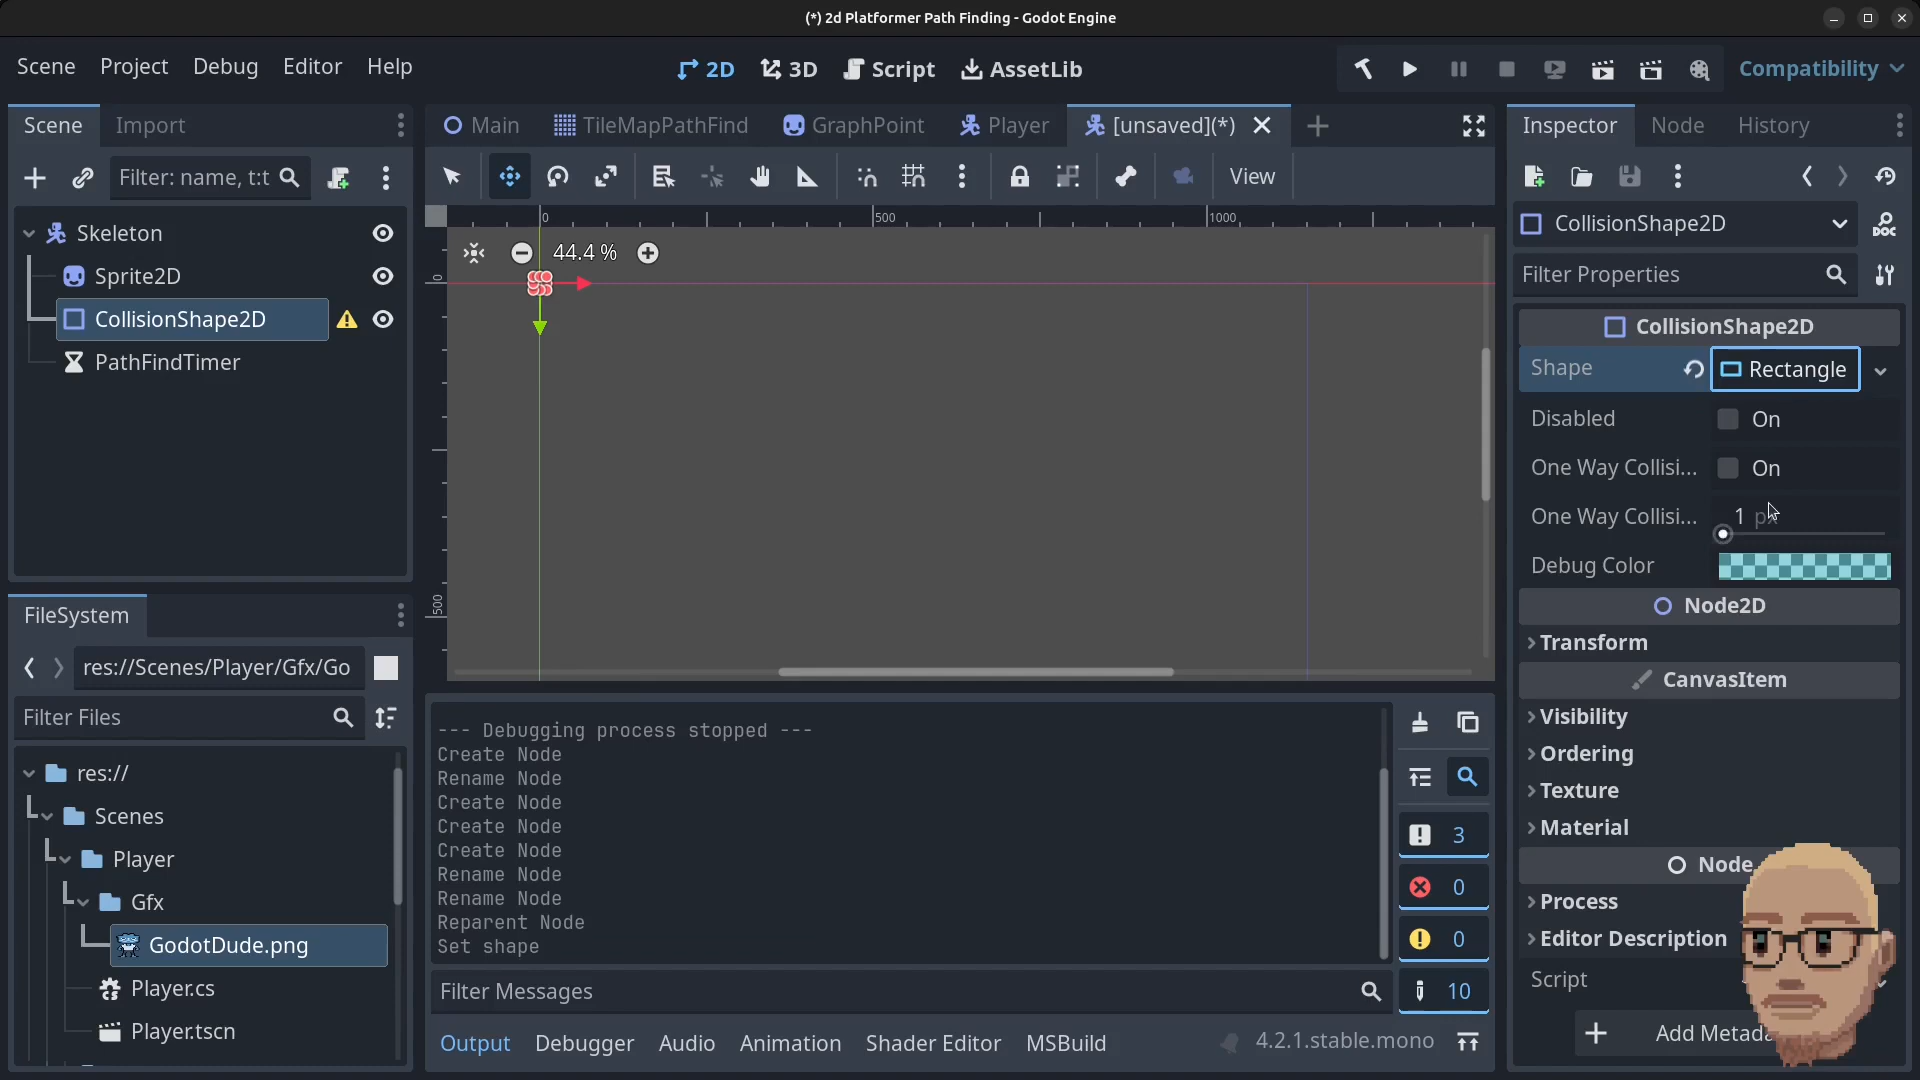 (*) 2d Platformer Path Finding - Godot Engine
Scene Project Debug Editor Help
2D 3D Script AssetLib
Compatibility
Scene Import
Filter: name, t:t
Skeleton
Sprite2D
CollisionShape2D
PathFindTimer
FileSystem
res://Scenes/Player/Gfx/Go
Filter Files
res://
Scenes
Player
Gfx
GodotDude.png
Player.cs
Player.tscn
Main TileMapPathFind GraphPoint Player [unsaved](*)
View
0 500 1000
0
500
44.4 %
--- Debugging process stopped ---
Create Node
Rename Node
Create Node
Create Node
Create Node
Rename Node
Rename Node
Reparent Node
Set shape
3
0
0
10
Filter Messages
Output Debugger Audio Animation Shader Editor MSBuild
4.2.1.stable.mono
Inspector Node History
CollisionShape2D
DOC
Filter Properties
CollisionShape2D
Shape Rectangle
Disabled On
One Way Collisi... On
One Way Collisi... 1 px
Debug Color
Node2D
Transform
CanvasItem
Visibility
Ordering
Texture
Material
Node
Process
Editor Description
Script
Add Metada